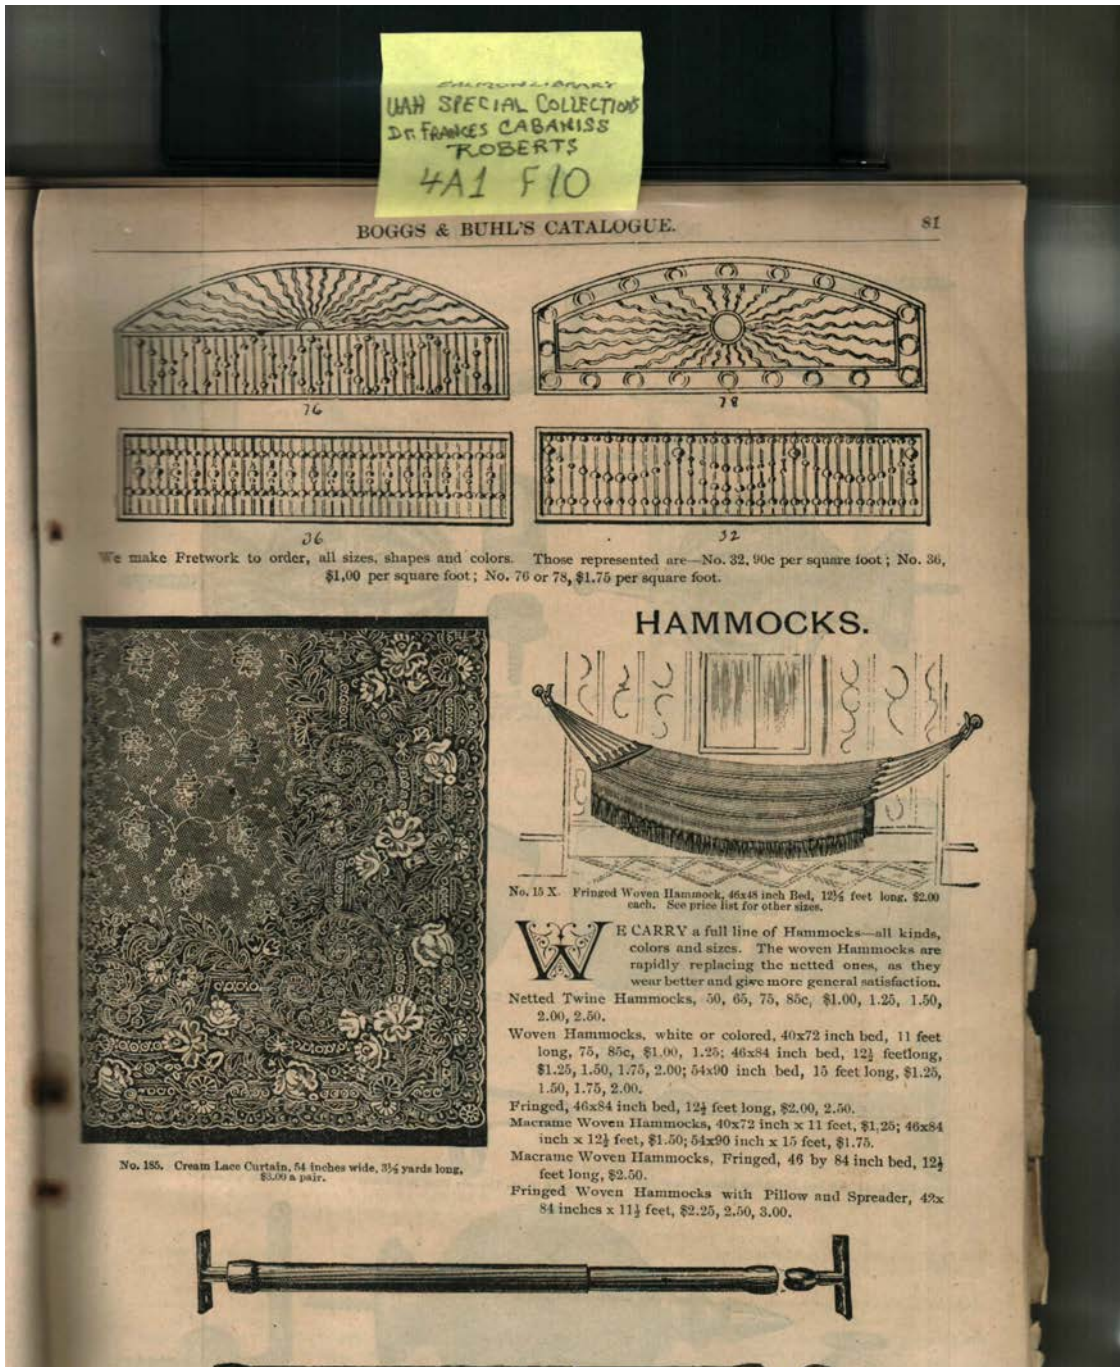 SALMON LIBRARY
UAH SPECIAL COLLECTIONS
Dr. FRANCES CABANISS
ROBERTS
4A1 F10
BOGGS & BUHL'S CATALOGUE. 81
76
78
36
32
We make Fretwork to order, all sizes, shapes and colors. Those represented are—No. 32, 90c per square foot; No. 36,
$1,00 per square foot; No. 76 or 78, $1.75 per square foot.
HAMMOCKS.
No. 15 X. Fringed Woven Hammock, 46x48 inch Bed, 12½ feet long, $2.00
each. See price list for other sizes.
WE CARRY a full line of Hammocks—all kinds,
colors and sizes. The woven Hammocks are
rapidly replacing the netted ones, as they
wear better and give more general satisfaction.
Netted Twine Hammocks, 50, 65, 75, 85c, $1.00, 1.25, 1.50,
2.00, 2.50.
Woven Hammocks, white or colored, 40x72 inch bed, 11 feet
long, 75, 85c, $1.00, 1.25; 46x84 inch bed, 12½ feetlong,
$1.25, 1.50, 1.75, 2.00; 54x90 inch bed, 15 feet long, $1.25,
1.50, 1.75, 2.00.
Fringed, 46x84 inch bed, 12½ feet long, $2.00, 2.50.
Macrame Woven Hammocks, 40x72 inch x 11 feet, $1,25; 46x84
inch x 12½ feet, $1.50; 54x90 inch x 15 feet, $1.75.
Macrame Woven Hammocks, Fringed, 46 by 84 inch bed, 12½
feet long, $2.50.
Fringed Woven Hammocks with Pillow and Spreader, 42x
84 inches x 11½ feet, $2.25, 2.50, 3.00.
No. 185. Cream Lace Curtain, 54 inches wide, 3½ yards long,
$3.00 a pair.